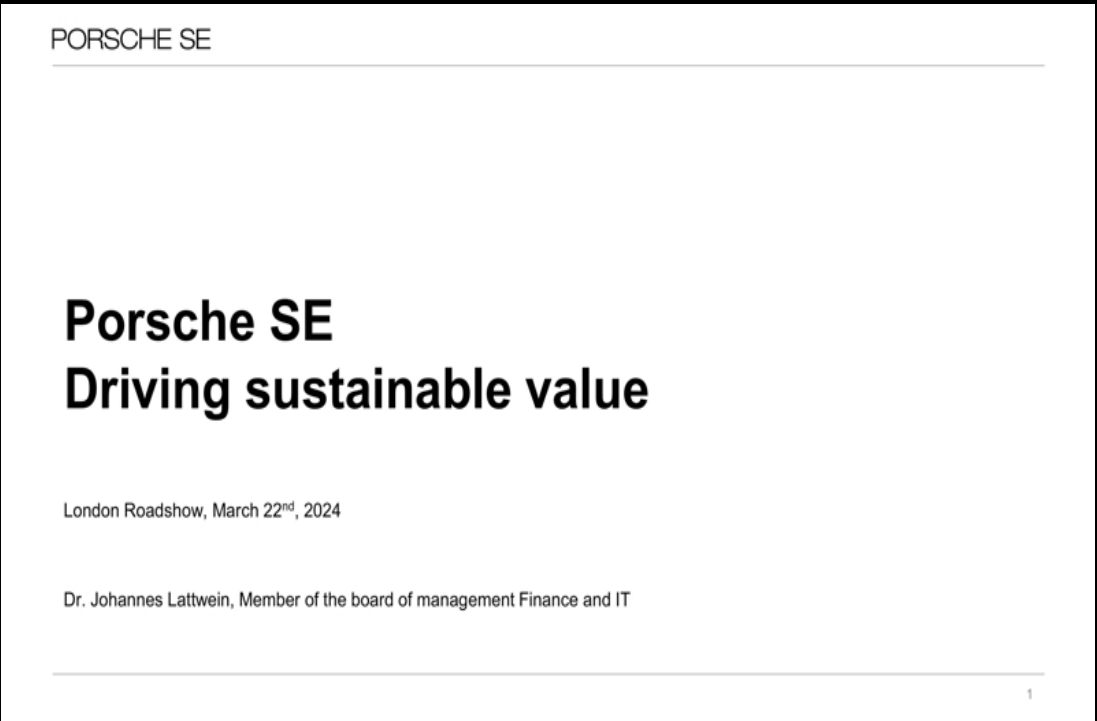 PORSCHE SE
Porsche SE
Driving sustainable value
London Roadshow, March 22nd, 2024
Dr. Johannes Lattwein, Member of the board of management Finance and IT
1